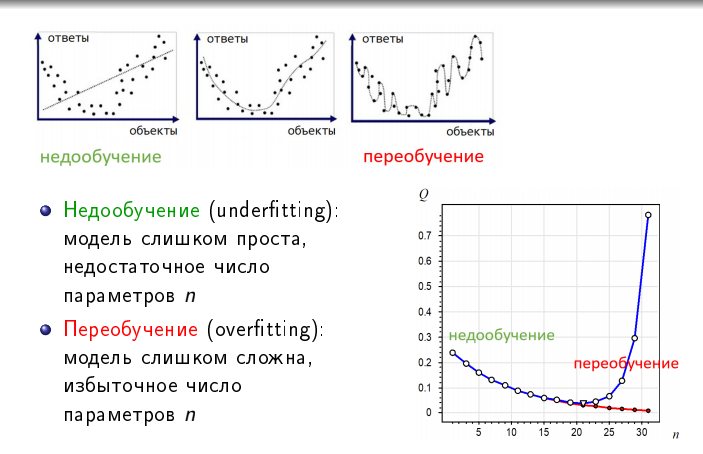 ответы
ответы
ответы
объекты
объекты
объекты
недообучение
переобучение
Недообучение (underfitting):
модель слишком проста,
недостаточное число
параметров n
Переобучение (overfitting):
модель слишком сложна,
избыточное число
параметров n
Q
0.7
0.6
0.5
0.4
0.3
0.2
0.1
0
недообучение
переобучение
5
10
15
20
25
30
n